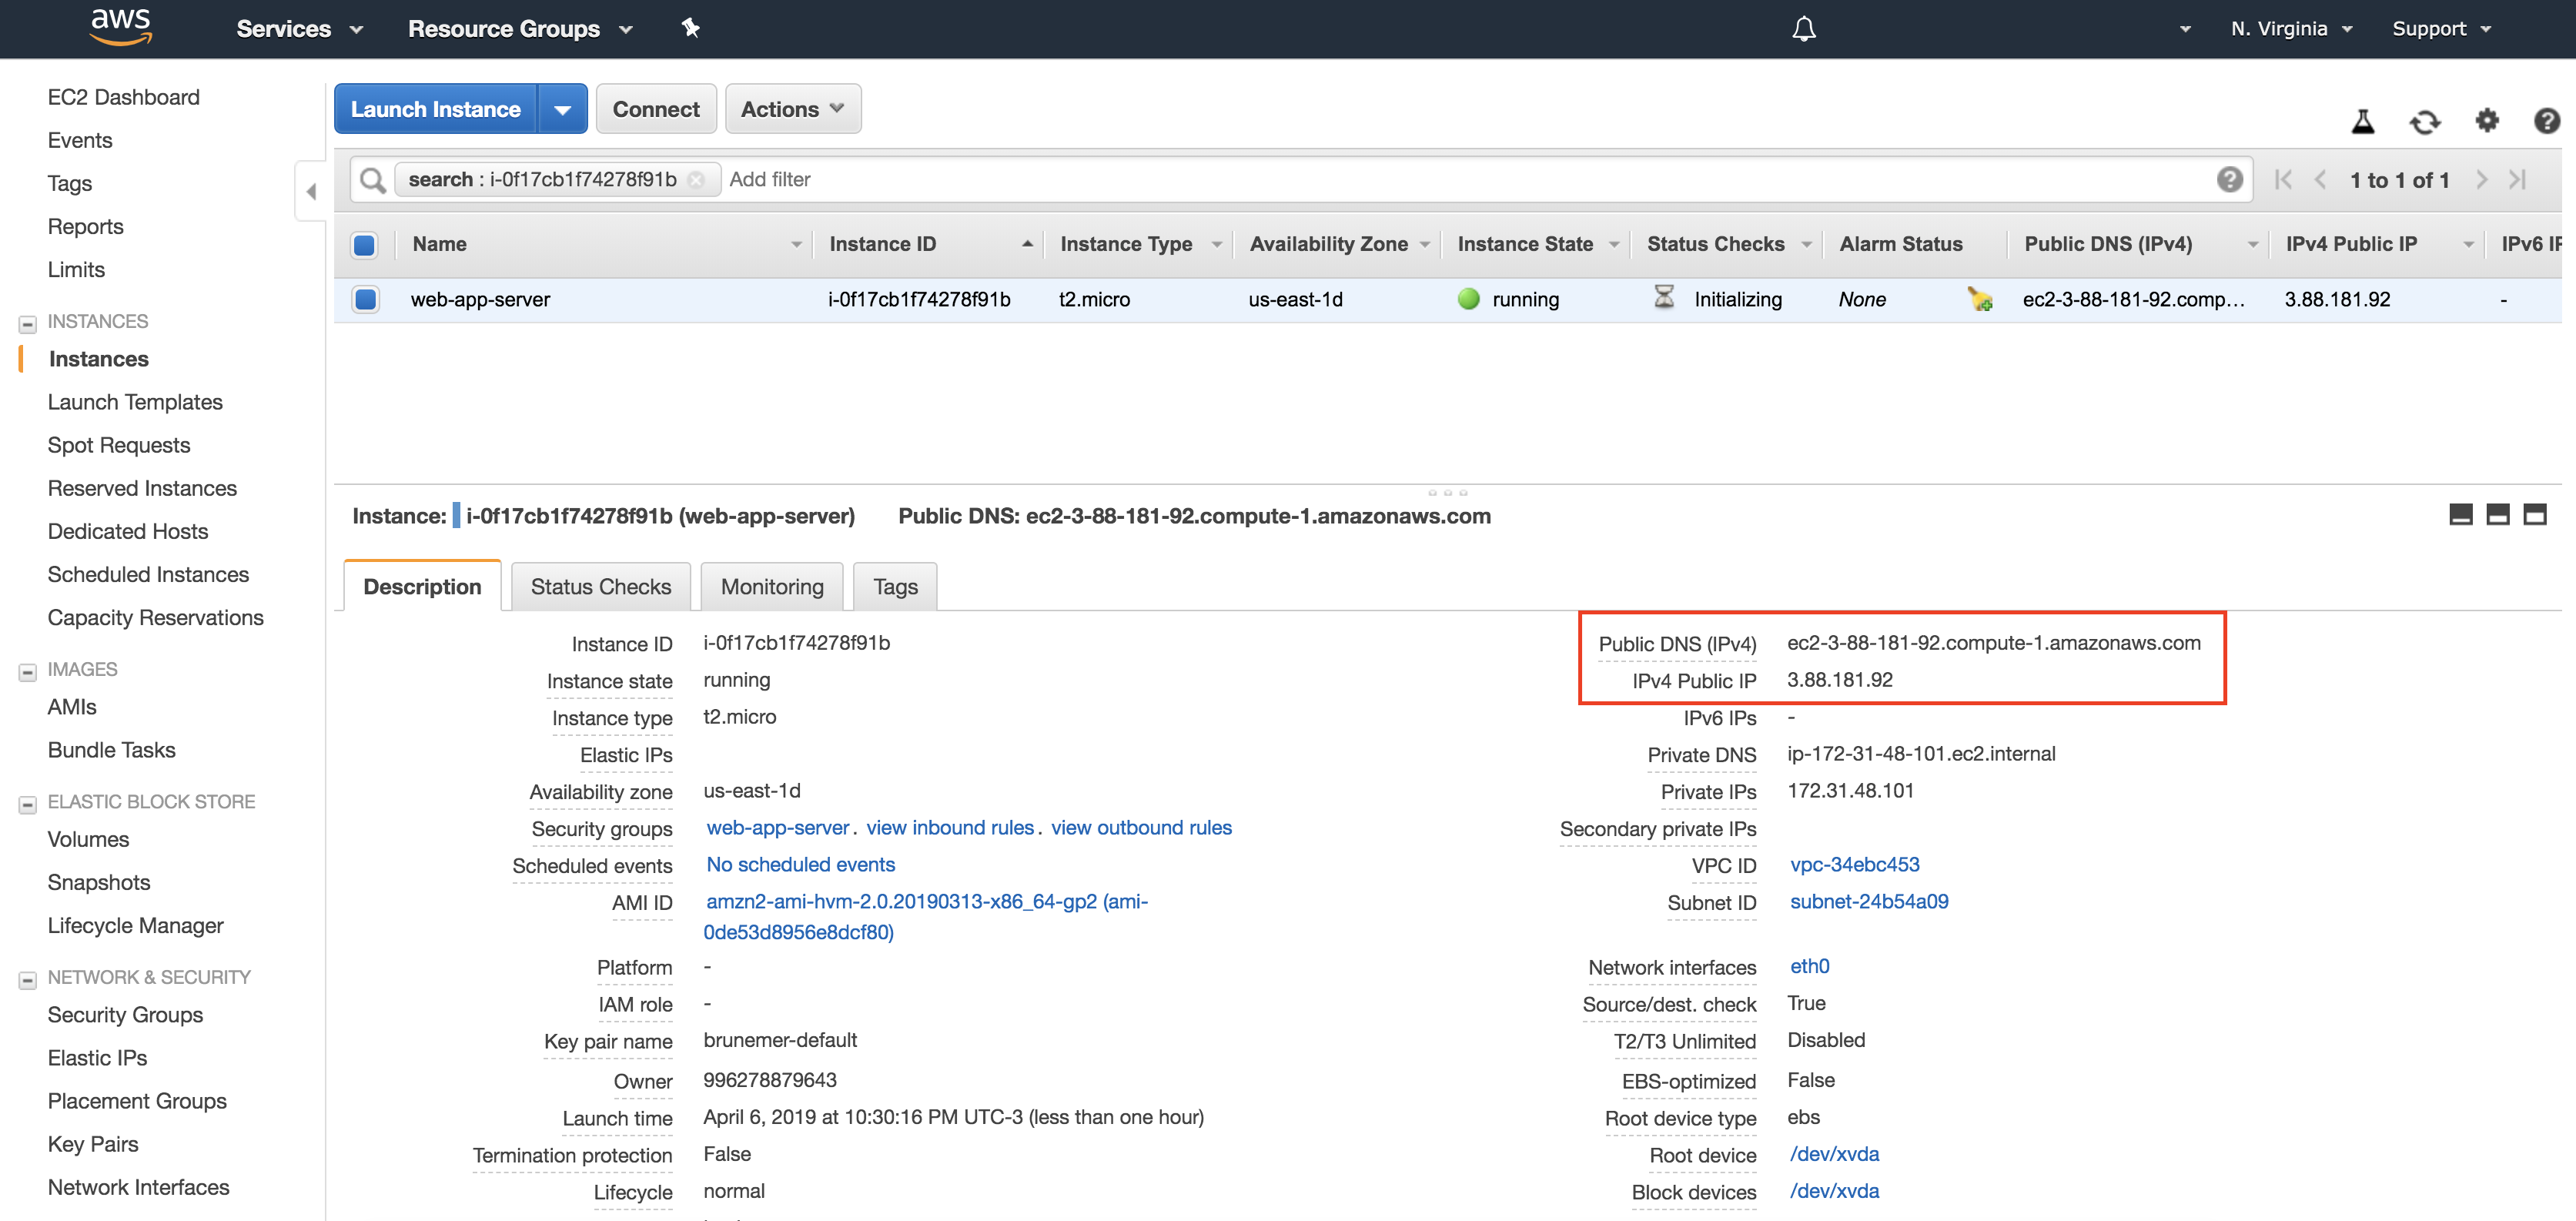 aws Services Resource Groups N. Virginia Support
EC2 Dashboard
Events
Tags
Reports
Limits
INSTANCES
Instances
Launch Templates
Spot Requests
Reserved Instances
Dedicated Hosts
Scheduled Instances
Capacity Reservations
IMAGES
AMIs
Bundle Tasks
ELASTIC BLOCK STORE
Volumes
Snapshots
Lifecycle Manager
NETWORK & SECURITY
Security Groups
Elastic IPs
Placement Groups
Key Pairs
Network Interfaces
Launch Instance Connect Actions
search : i-0f17cb1f74278f91b Add filter 1 to 1 of 1
Name Instance ID Instance Type Availability Zone Instance State Status Checks Alarm Status Public DNS (IPv4) IPv4 Public IP IPv6 IP
web-app-server i-0f17cb1f74278f91b t2.micro us-east-1d running Initializing None ec2-3-88-181-92.comp... 3.88.181.92 -
Instance: i-0f17cb1f74278f91b (web-app-server) Public DNS: ec2-3-88-181-92.compute-1.amazonaws.com
Description Status Checks Monitoring Tags
Instance ID i-0f17cb1f74278f91b
Instance state running
Instance type t2.micro
Elastic IPs
Availability zone us-east-1d
Security groups web-app-server. view inbound rules. view outbound rules
Scheduled events No scheduled events
AMI ID amzn2-ami-hvm-2.0.20190313-x86_64-gp2 (ami-
0de53d8956e8dcf80)
Platform -
IAM role -
Key pair name brunemer-default
Owner 996278879643
Launch time April 6, 2019 at 10:30:16 PM UTC-3 (less than one hour)
Termination protection False
Lifecycle normal
Public DNS (IPv4) ec2-3-88-181-92.compute-1.amazonaws.com
IPv4 Public IP 3.88.181.92
IPv6 IPs -
Private DNS ip-172-31-48-101.ec2.internal
Private IPs 172.31.48.101
Secondary private IPs
VPC ID vpc-34ebc453
Subnet ID subnet-24b54a09
Network interfaces eth0
Source/dest. check True
T2/T3 Unlimited Disabled
EBS-optimized False
Root device type ebs
Root device /dev/xvda
Block devices /dev/xvda